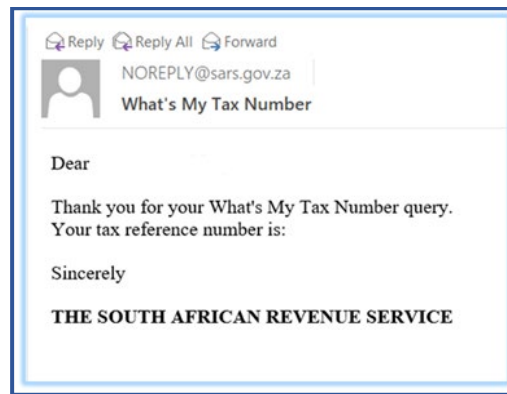 Reply Reply All Forward
NOREPLY@sars.gov.za
What's My Tax Number
Dear
Thank you for your What's My Tax Number query.
Your tax reference number is:
Sincerely
THE SOUTH AFRICAN REVENUE SERVICE